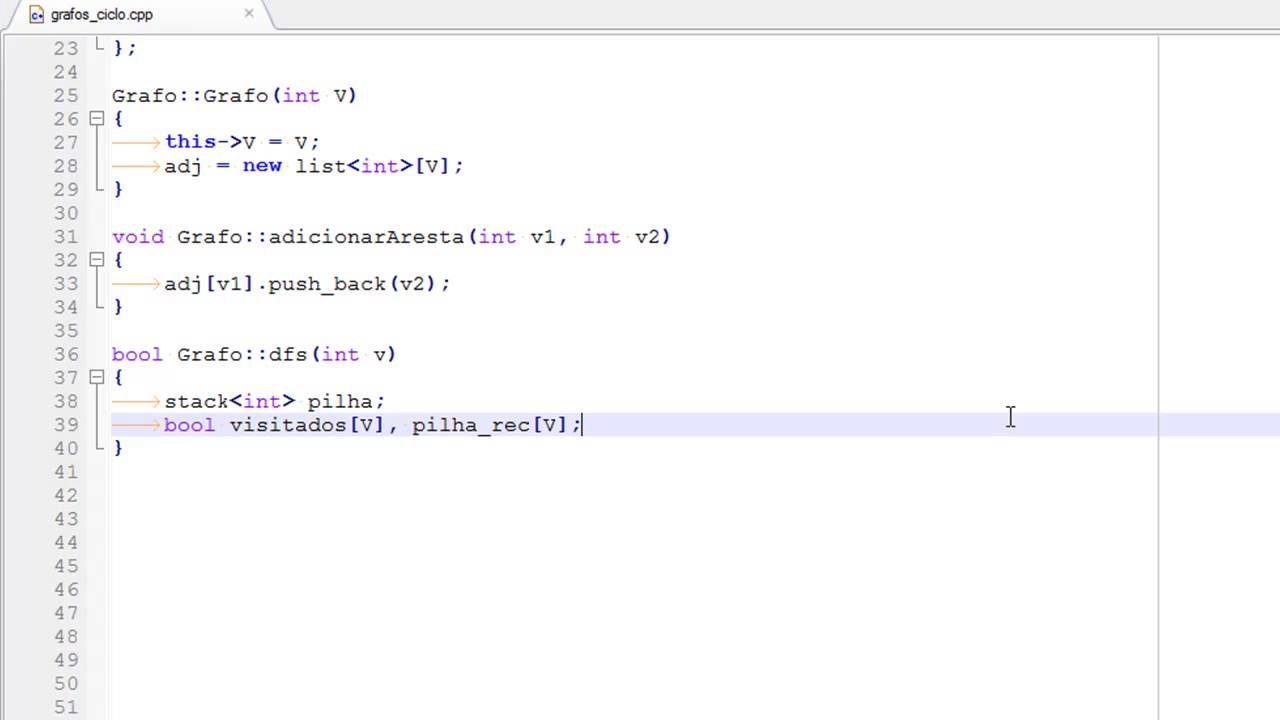 grafos_ciclo.cpp
23 };
24
25 Grafo::Grafo(int V)
26 {
27 this->V = V;
28 adj = new list<int>[V];
29 }
30
31 void Grafo::adicionarAresta(int v1, int v2)
32 {
33 adj[v1].push_back(v2);
34 }
35
36 bool Grafo::dfs(int v)
37 {
38 stack<int> pilha;
39 bool visitados[V], pilha_rec[V];
40 }
41
42
43
44
45
46
47
48
49
50
51